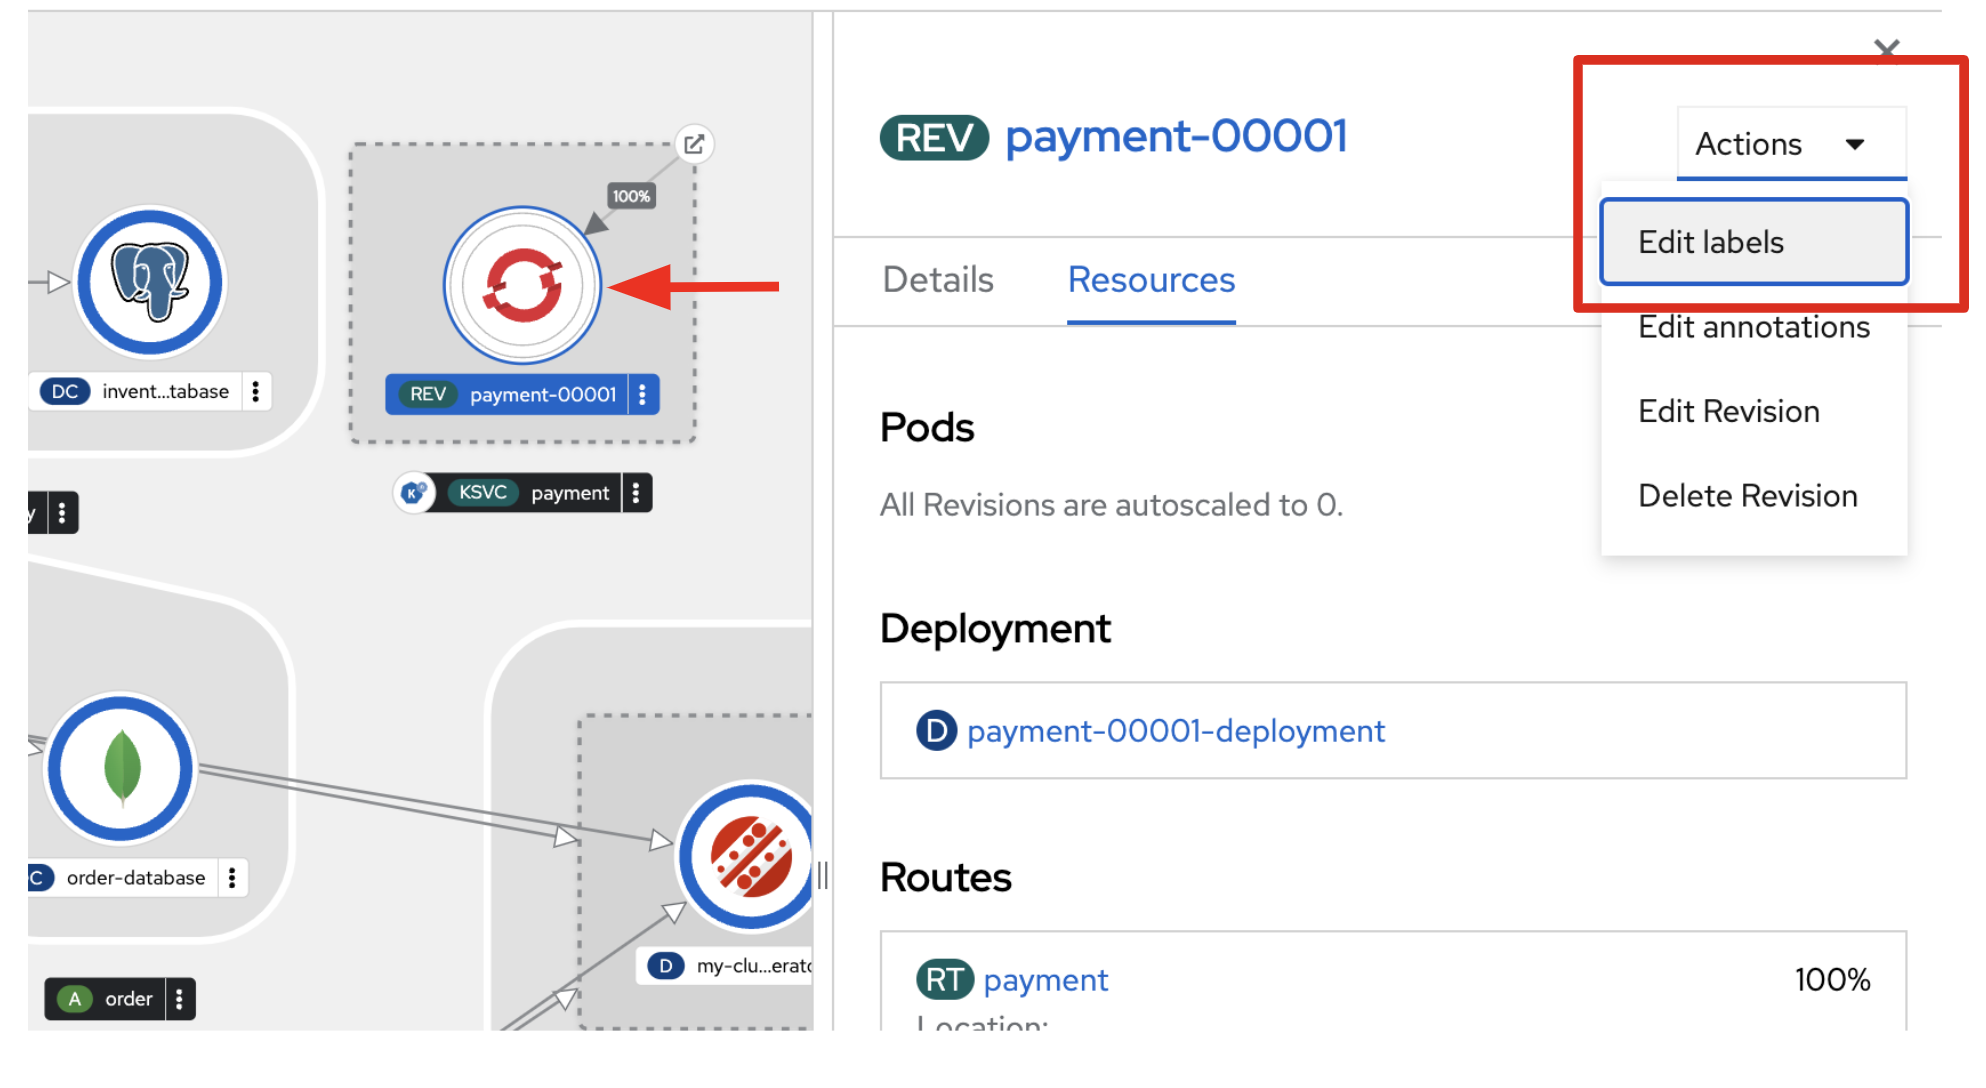 100%
DC invent...tabase
REV payment-00001
KSVC payment
y
C order-database
D my-clu...erato
A order
REV payment-00001
Actions
Edit labels
Edit annotations
Edit Revision
Delete Revision
Details Resources
Pods
All Revisions are autoscaled to 0.
Deployment
D payment-00001-deployment
Routes
RT payment 100%
Location: